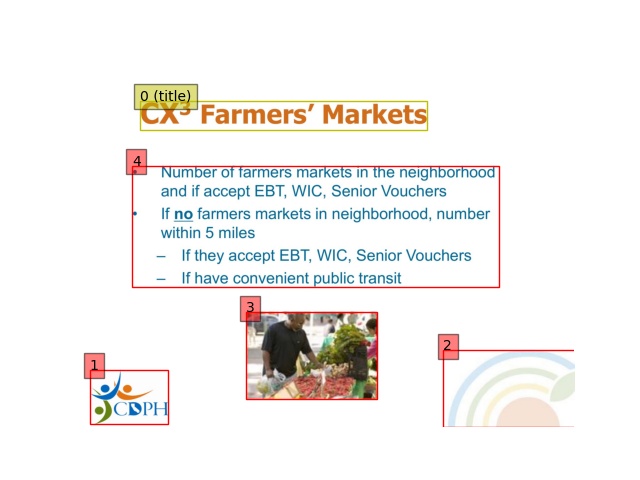 0 (title)
CX³ Farmers’ Markets
4
• Number of farmers markets in the neighborhood
and if accept EBT, WIC, Senior Vouchers
• If no farmers markets in neighborhood, number
within 5 miles
– If they accept EBT, WIC, Senior Vouchers
– If have convenient public transit
3
2
1
CDPH